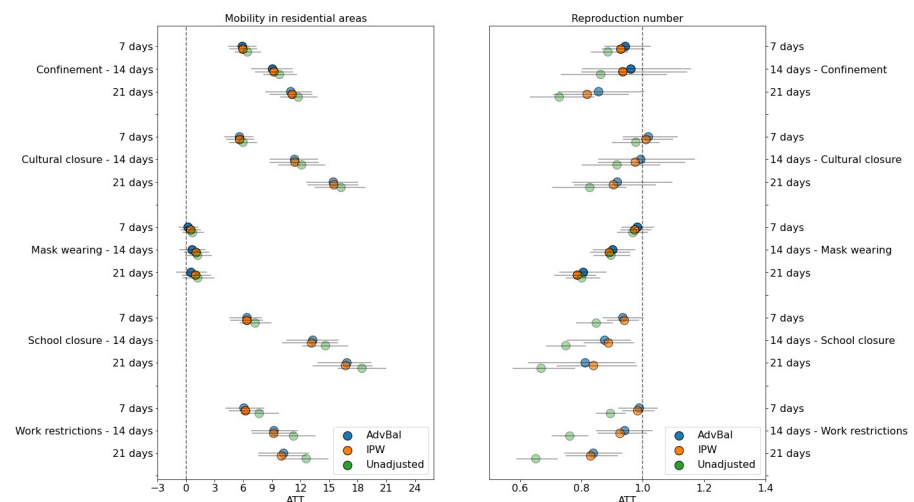 Mobility in residential areas
7 days
Confinement - 14 days
21 days
7 days
Cultural closure - 14 days
21 days
7 days
Mask wearing - 14 days
21 days
7 days
School closure - 14 days
21 days
7 days
Work restrictions - 14 days
21 days
AdvBal
IPW
Unadjusted
−3 0 3 6 9 12 15 18 21 24
ATT
Reproduction number
7 days
14 days - Confinement
21 days
7 days
14 days - Cultural closure
21 days
7 days
14 days - Mask wearing
21 days
7 days
14 days - School closure
21 days
7 days
14 days - Work restrictions
21 days
AdvBal
IPW
Unadjusted
0.6 0.8 1.0 1.2 1.4
ATT